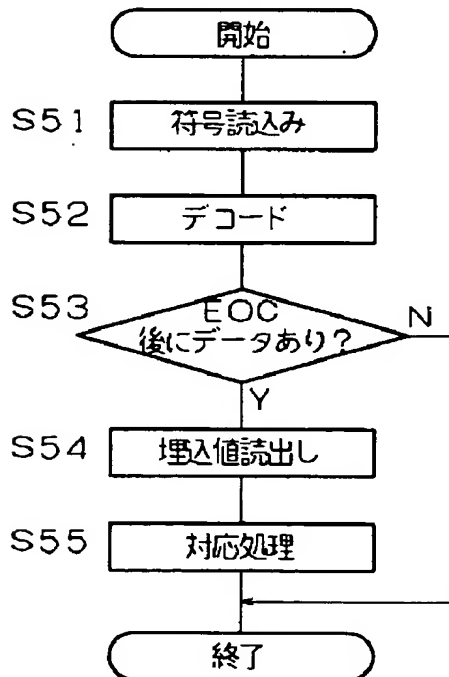 開始
S51 符号読込み
S52 デコード
S53 EOC
後にデータあり?
N
Y
S54 埋込値読出し
S55 対応処理
終了